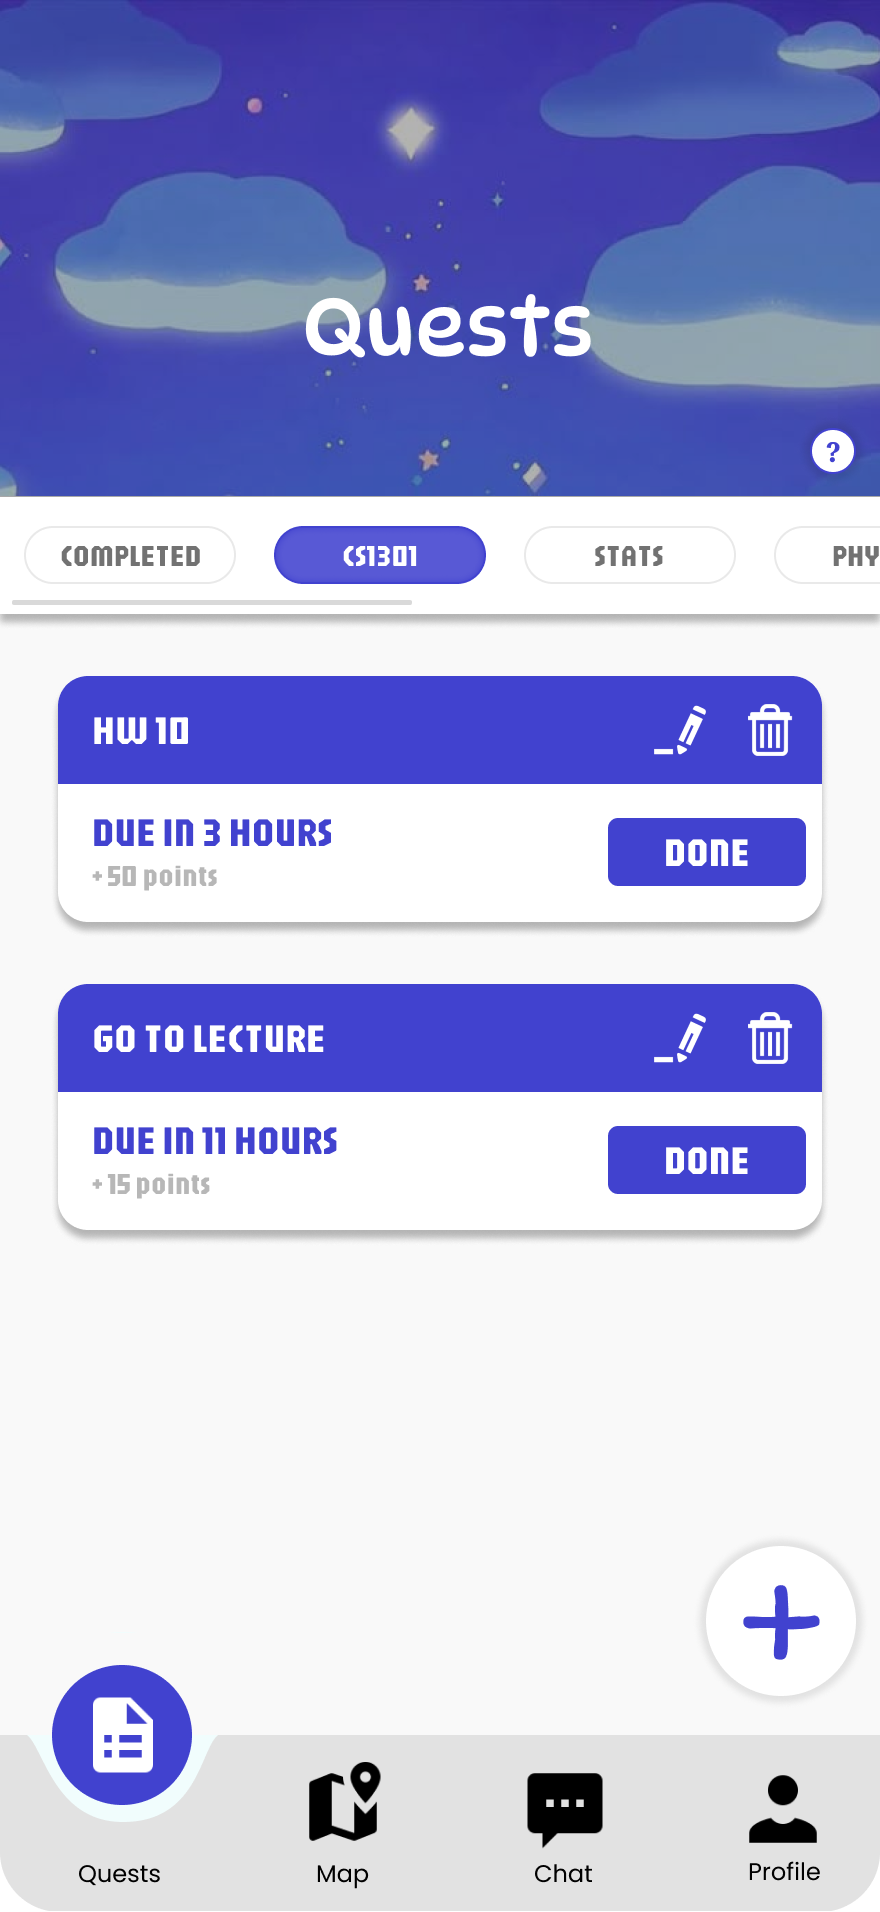 Quests
?
COMPLETED
CS1301
STATS
PHY
HW 10
DUE IN 3 HOURS
+50 points
DONE
GO TO LECTURE
DUE IN 11 HOURS
+15 points
DONE
Quests
Map
Chat
Profile